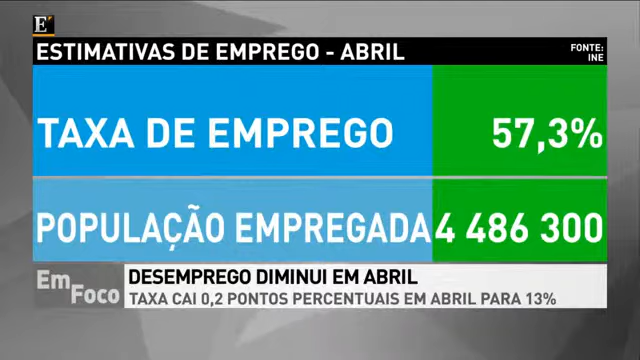 E
ESTIMATIVAS DE EMPREGO - ABRIL
FONTE:
INE
TAXA DE EMPREGO 57,3%
POPULAÇÃO EMPREGADA 4 486 300
Em
Foco
DESEMPREGO DIMINUI EM ABRIL
TAXA CAI 0,2 PONTOS PERCENTUAIS EM ABRIL PARA 13%